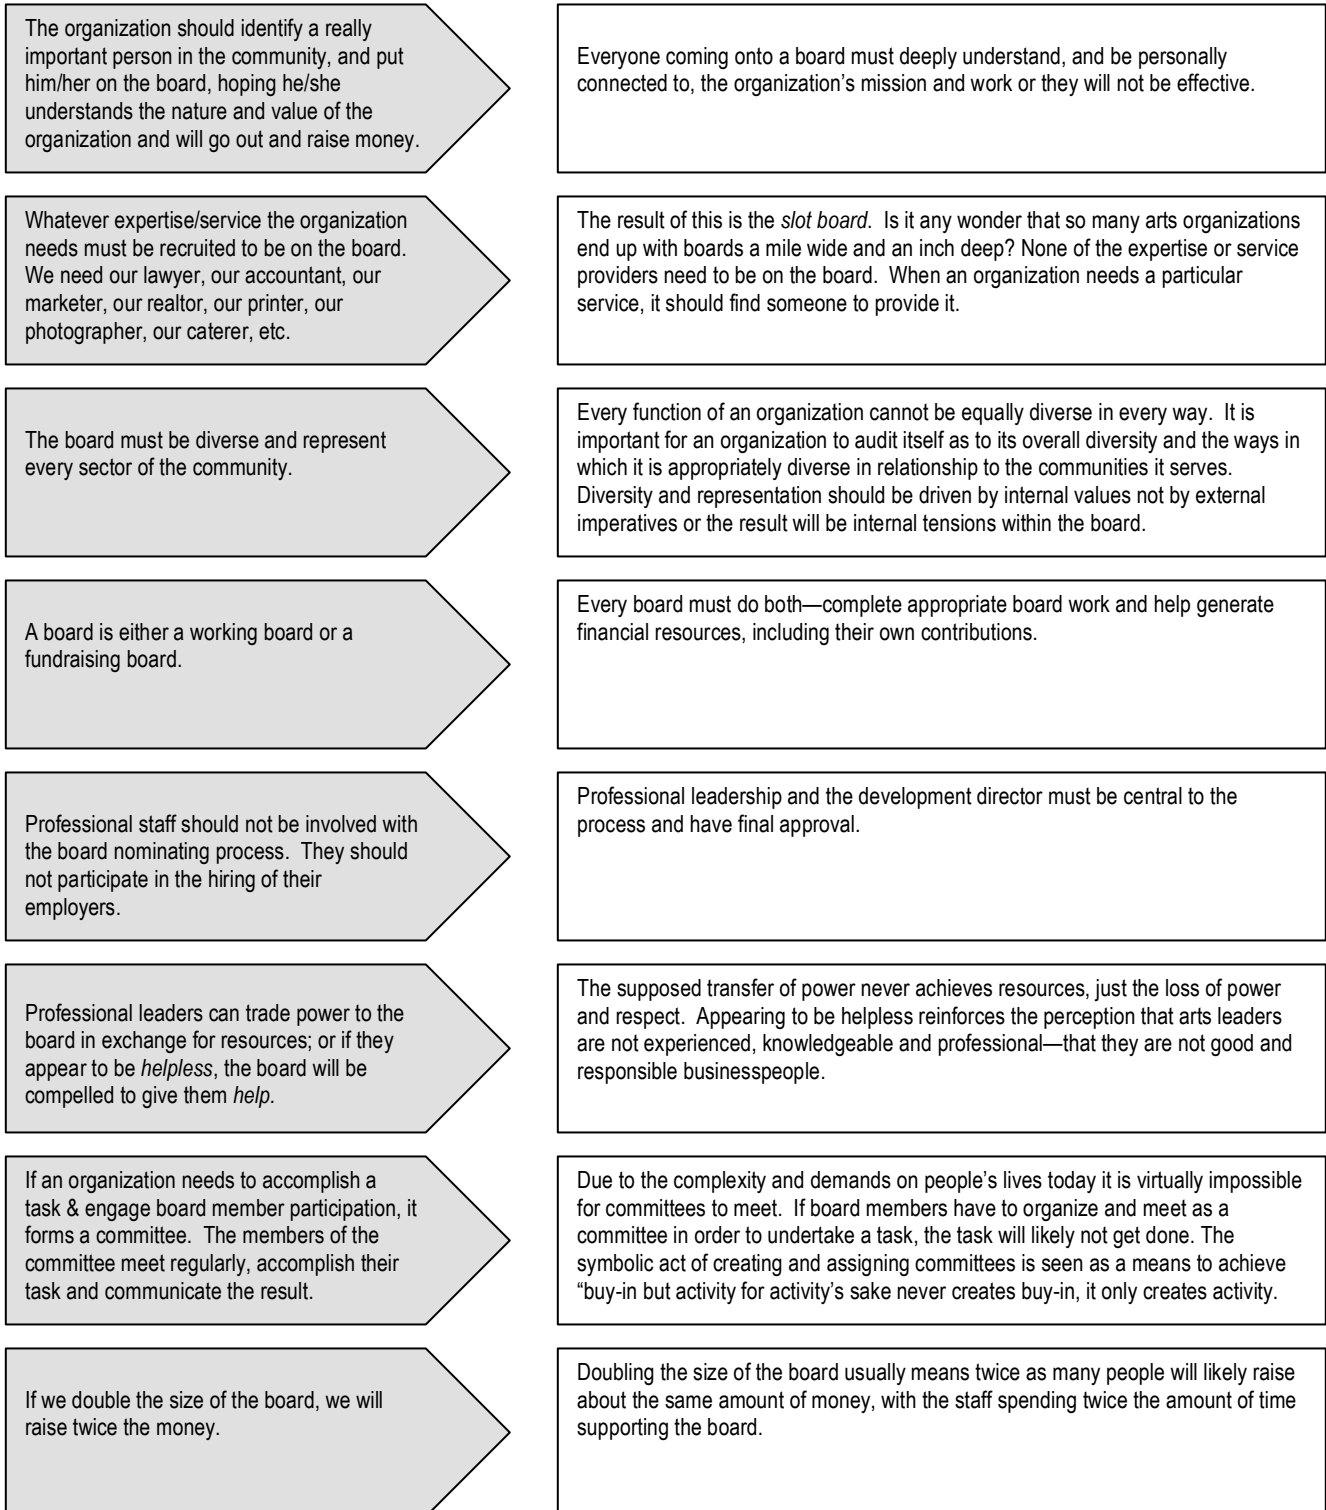 The organization should identify a really
important person in the community, and put
him/her on the board, hoping he/she
understands the nature and value of the
organization and will go out and raise money.
Everyone coming onto a board must deeply understand, and be personally
connected to, the organization’s mission and work or they will not be effective.
Whatever expertise/service the organization
needs must be recruited to be on the board.
We need our lawyer, our accountant, our
marketer, our realtor, our printer, our
photographer, our caterer, etc.
The result of this is the slot board.  Is it any wonder that so many arts organizations
end up with boards a mile wide and an inch deep? None of the expertise or service
providers need to be on the board.  When an organization needs a particular
service, it should find someone to provide it.
The board must be diverse and represent
every sector of the community.
Every function of an organization cannot be equally diverse in every way.  It is
important for an organization to audit itself as to its overall diversity and the ways in
which it is appropriately diverse in relationship to the communities it serves.
Diversity and representation should be driven by internal values not by external
imperatives or the result will be internal tensions within the board.
A board is either a working board or a
fundraising board.
Every board must do both—complete appropriate board work and help generate
financial resources, including their own contributions.
Professional staff should not be involved with
the board nominating process.  They should
not participate in the hiring of their
employers.
Professional leadership and the development director must be central to the
process and have final approval.
Professional leaders can trade power to the
board in exchange for resources; or if they
appear to be helpless, the board will be
compelled to give them help.
The supposed transfer of power never achieves resources, just the loss of power
and respect.  Appearing to be helpless reinforces the perception that arts leaders
are not experienced, knowledgeable and professional—that they are not good and
responsible businesspeople.
If an organization needs to accomplish a
task & engage board member participation, it
forms a committee.  The members of the
committee meet regularly, accomplish their
task and communicate the result.
Due to the complexity and demands on people’s lives today it is virtually impossible
for committees to meet.  If board members have to organize and meet as a
committee in order to undertake a task, the task will likely not get done. The
symbolic act of creating and assigning committees is seen as a means to achieve
“buy-in but activity for activity’s sake never creates buy-in, it only creates activity.
If we double the size of the board, we will
raise twice the money.
Doubling the size of the board usually means twice as many people will likely raise
about the same amount of money, with the staff spending twice the amount of time
supporting the board.